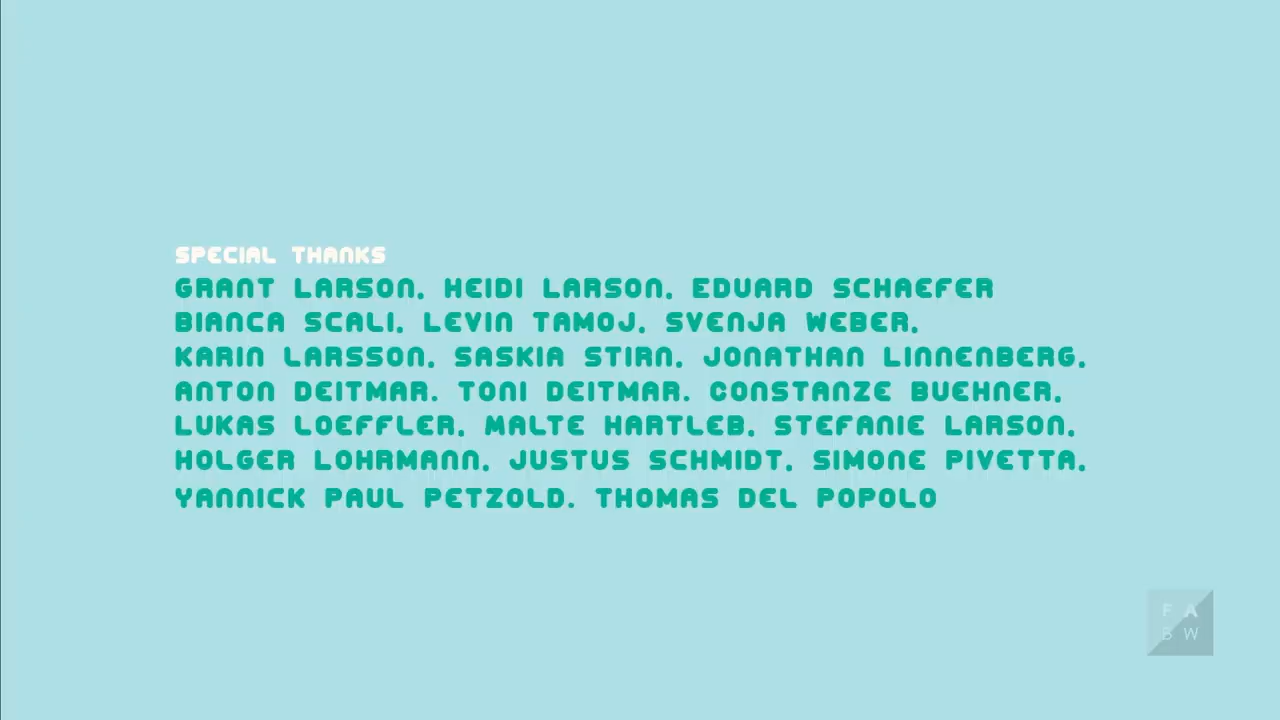 SPECIAL THANKS
GRANT LARSON, HEIDI LARSON, EDUARD SCHAEFER
BIANCA SCALI, LEVIN TAMOJ, SVENJA WEBER,
KARIN LARSSON, SASKIA STIRN, JONATHAN LINNENBERG,
ANTON DEITMAR. TONI DEITMAR. CONSTANZE BUEHNER,
LUKAS LOEFFLER, MALTE HARTLEB, STEFANIE LARSON,
HOLGER LOHRMANN, JUSTUS SCHMIDT, SIMONE PIVETTA,
YANNICK PAUL PETZOLD. THOMAS DEL POPOLO
F A
B W